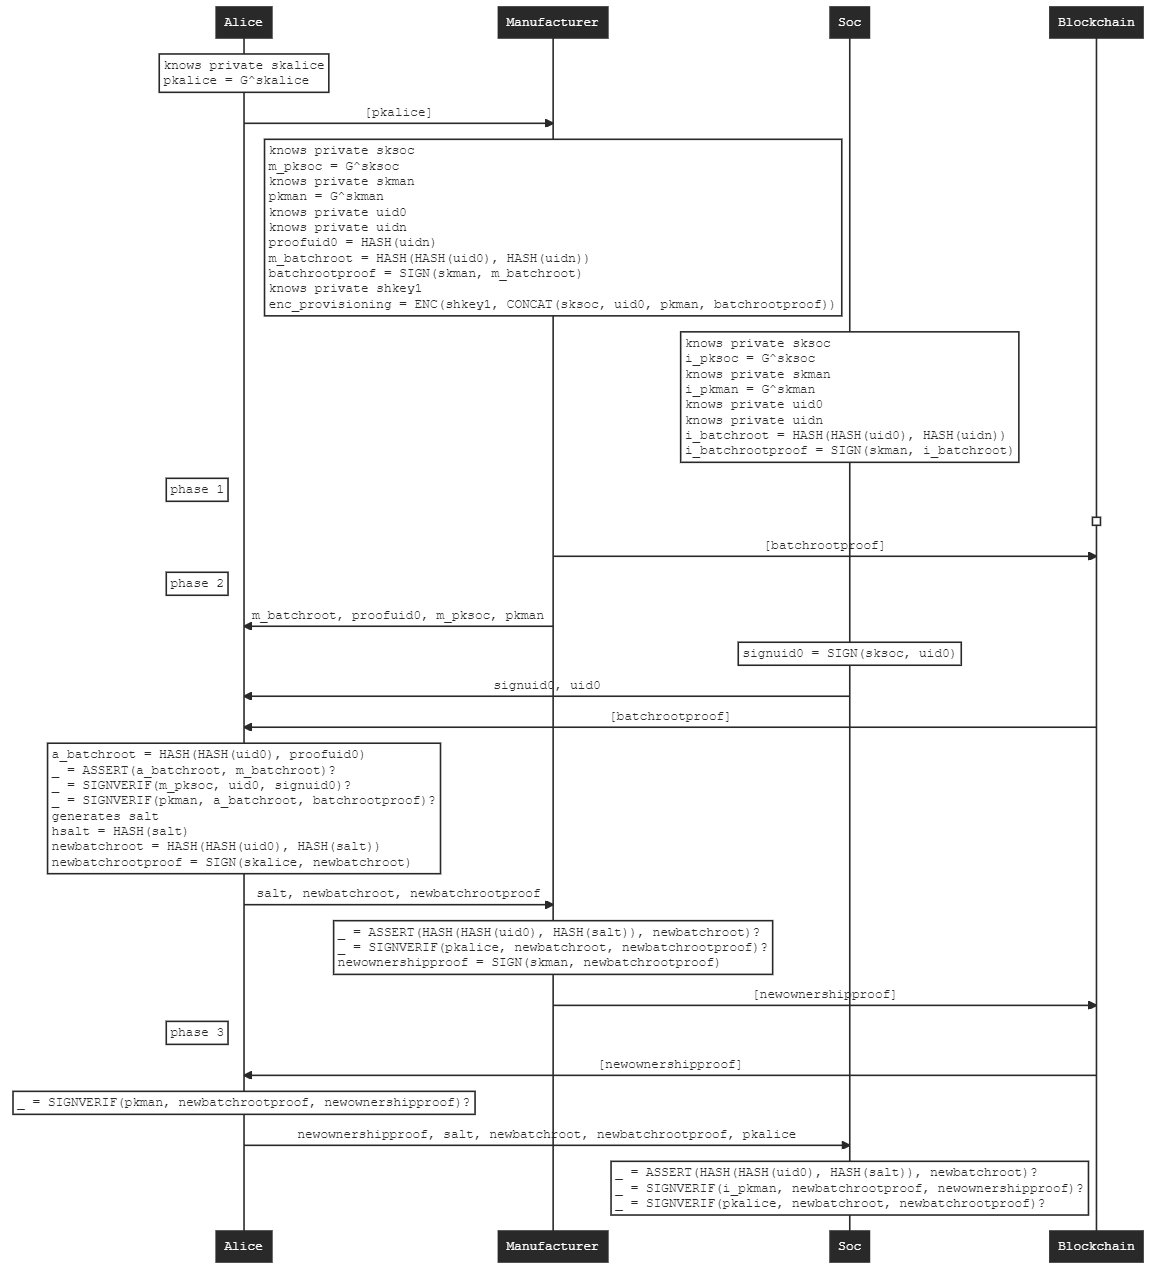 Alice Manufacturer Soc Blockchain
knows private skalice
pkalice = G^skalice
[pkalice]
knows private sksoc
m_pksoc = G^sksoc
knows private skman
pkman = G^skman
knows private uid0
knows private uidn
proofuid0 = HASH(uidn)
m_batchroot = HASH(HASH(uid0), HASH(uidn))
batchrootproof = SIGN(skman, m_batchroot)
knows private shkey1
enc_provisioning = ENC(shkey1, CONCAT(sksoc, uid0, pkman, batchrootproof))
knows private sksoc
i_pksoc = G^sksoc
knows private skman
i_pkman = G^skman
knows private uid0
knows private uidn
i_batchroot = HASH(HASH(uid0), HASH(uidn))
i_batchrootproof = SIGN(skman, i_batchroot)
phase 1
[batchrootproof]
phase 2
m_batchroot, proofuid0, m_pksoc, pkman
signuid0 = SIGN(sksoc, uid0)
signuid0, uid0
[batchrootproof]
a_batchroot = HASH(HASH(uid0), proofuid0)
_ = ASSERT(a_batchroot, m_batchroot)?
_ = SIGNVERIF(m_pksoc, uid0, signuid0)?
_ = SIGNVERIF(pkman, a_batchroot, batchrootproof)?
generates salt
hsalt = HASH(salt)
newbatchroot = HASH(HASH(uid0), HASH(salt))
newbatchrootproof = SIGN(skalice, newbatchroot)
salt, newbatchroot, newbatchrootproof
_ = ASSERT(HASH(HASH(uid0), HASH(salt)), newbatchroot)?
_ = SIGNVERIF(pkalice, newbatchroot, newbatchrootproof)?
newownershipproof = SIGN(skman, newbatchrootproof)
[newownershipproof]
phase 3
[newownershipproof]
_ = SIGNVERIF(pkman, newbatchrootproof, newownershipproof)?
newownershipproof, salt, newbatchroot, newbatchrootproof, pkalice
_ = ASSERT(HASH(HASH(uid0), HASH(salt)), newbatchroot)?
_ = SIGNVERIF(i_pkman, newbatchrootproof, newownershipproof)?
_ = SIGNVERIF(pkalice, newbatchroot, newbatchrootproof)?
Alice Manufacturer Soc Blockchain